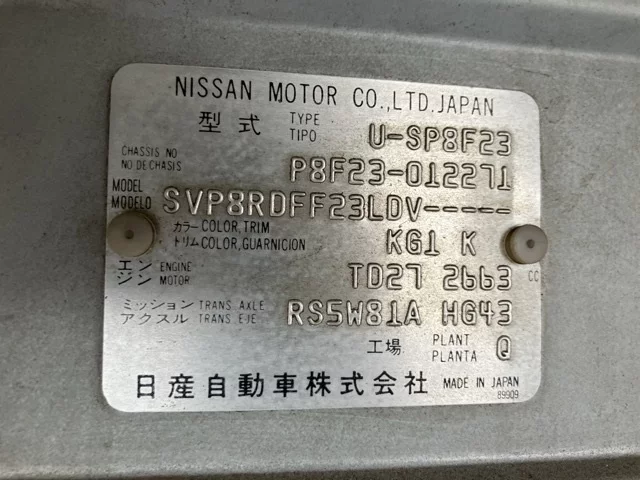 NISSAN MOTOR CO.,LTD.JAPAN
型式 TYPE TIPO U-SP8F23
CHASSIS NO NO DE CHASIS P8F23-012271
MODEL MODELO SVP8RDFF23LDV-----
カラー COLOR, TRIM
トリム COLOR, GUARNICION KG1 K
エンジン ENGINE MOTOR TD27 2663 CC
ミッション TRANS. AXLE
アクスル TRANS. EJE RS5W81A HG43
工場 PLANT PLANTA Q
日産自動車株式会社 MADE IN JAPAN
89909